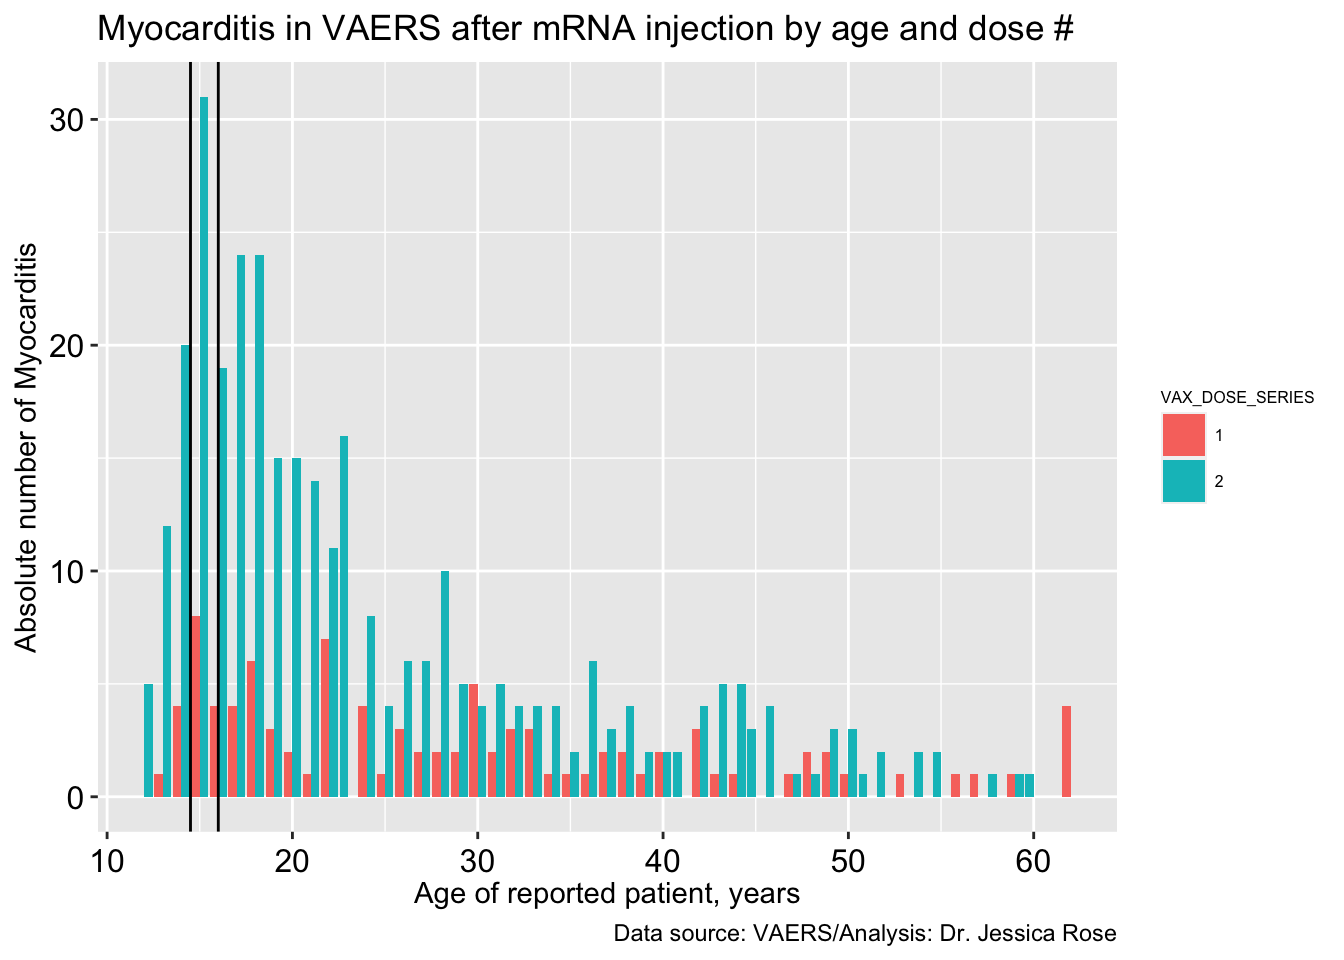 Myocarditis in VAERS after mRNA injection by age and dose #
Absolute number of Myocarditis
30
20
10
0
10 20 30 40 50 60
Age of reported patient, years
VAX_DOSE_SERIES
1
2
Data source: VAERS/Analysis: Dr. Jessica Rose